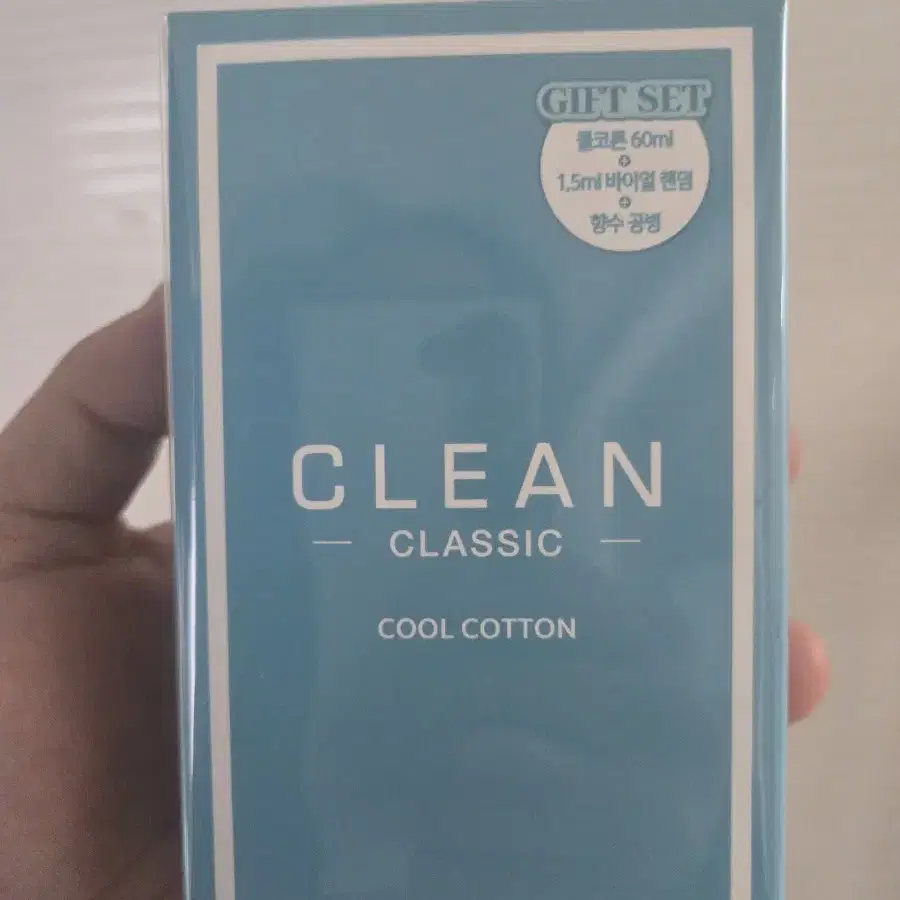 GIFT SET
쿨코튼 60ml
+
1.5ml 바이얼 랜덤
+
향수 공병
CLEAN
CLASSIC
COOL COTTON